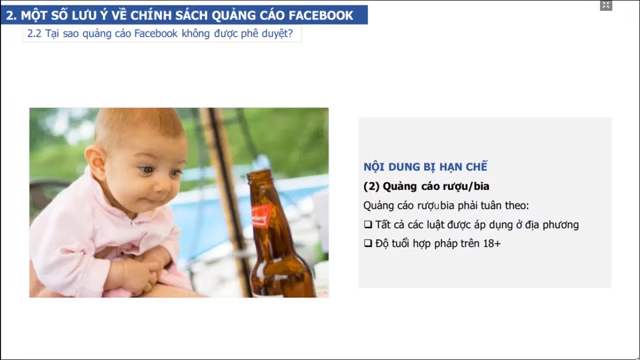 2. MỘT SỐ LƯU Ý VỀ CHÍNH SÁCH QUẢNG CÁO FACEBOOK
2.2 Tại sao quảng cáo Facebook không được phê duyệt?
NỘI DUNG BỊ HẠN CHẾ
(2) Quảng cáo rượu/bia
Quảng cáo rượubia phải tuân theo:
❑ Tất cả các luật được áp dụng ở địa phương
❑ Độ tuổi hợp pháp trên 18+